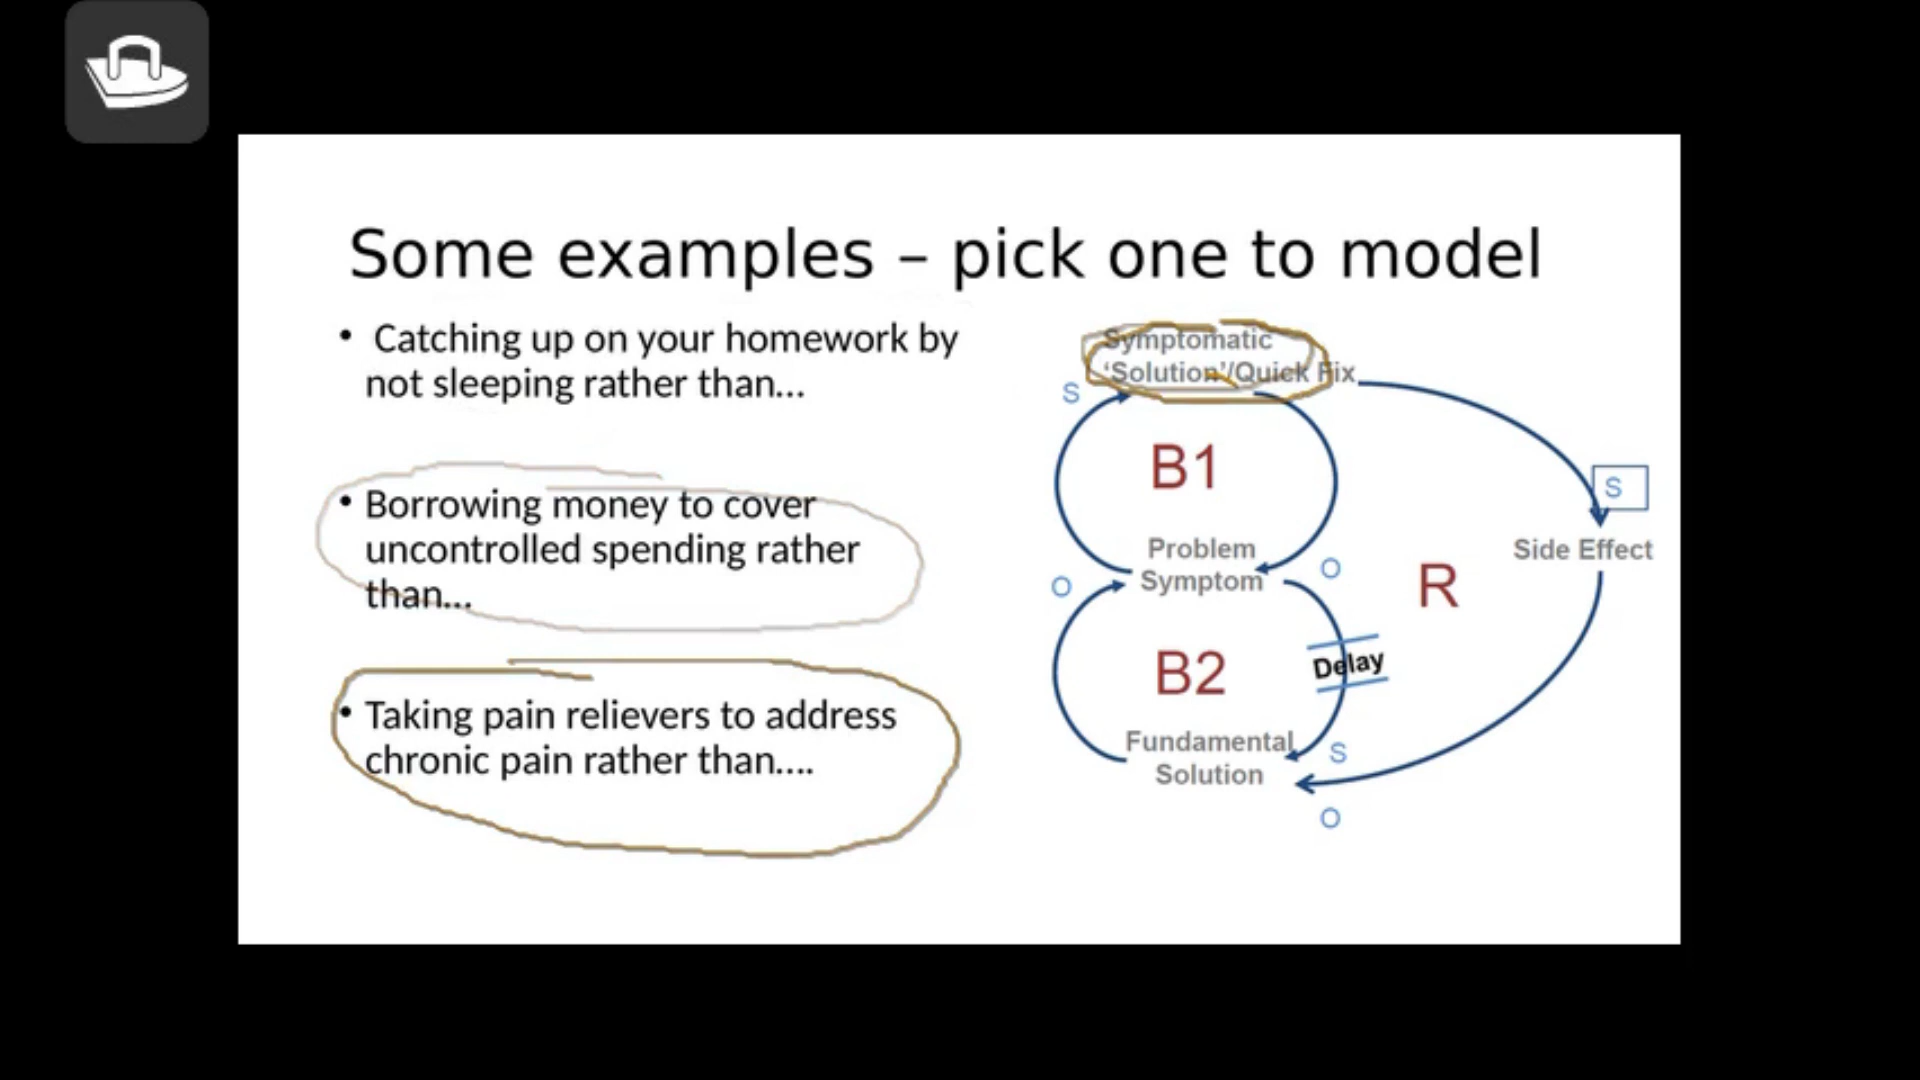 Some examples – pick one to model
• Catching up on your homework by
not sleeping rather than...
• Borrowing money to cover
uncontrolled spending rather
than...
• Taking pain relievers to address
chronic pain rather than....
Symptomatic
‘Solution’/Quick Fix
S
B1
S
Problem
Symptom
O
O
Side Effect
R
B2
Delay
Fundamental
Solution
S
O